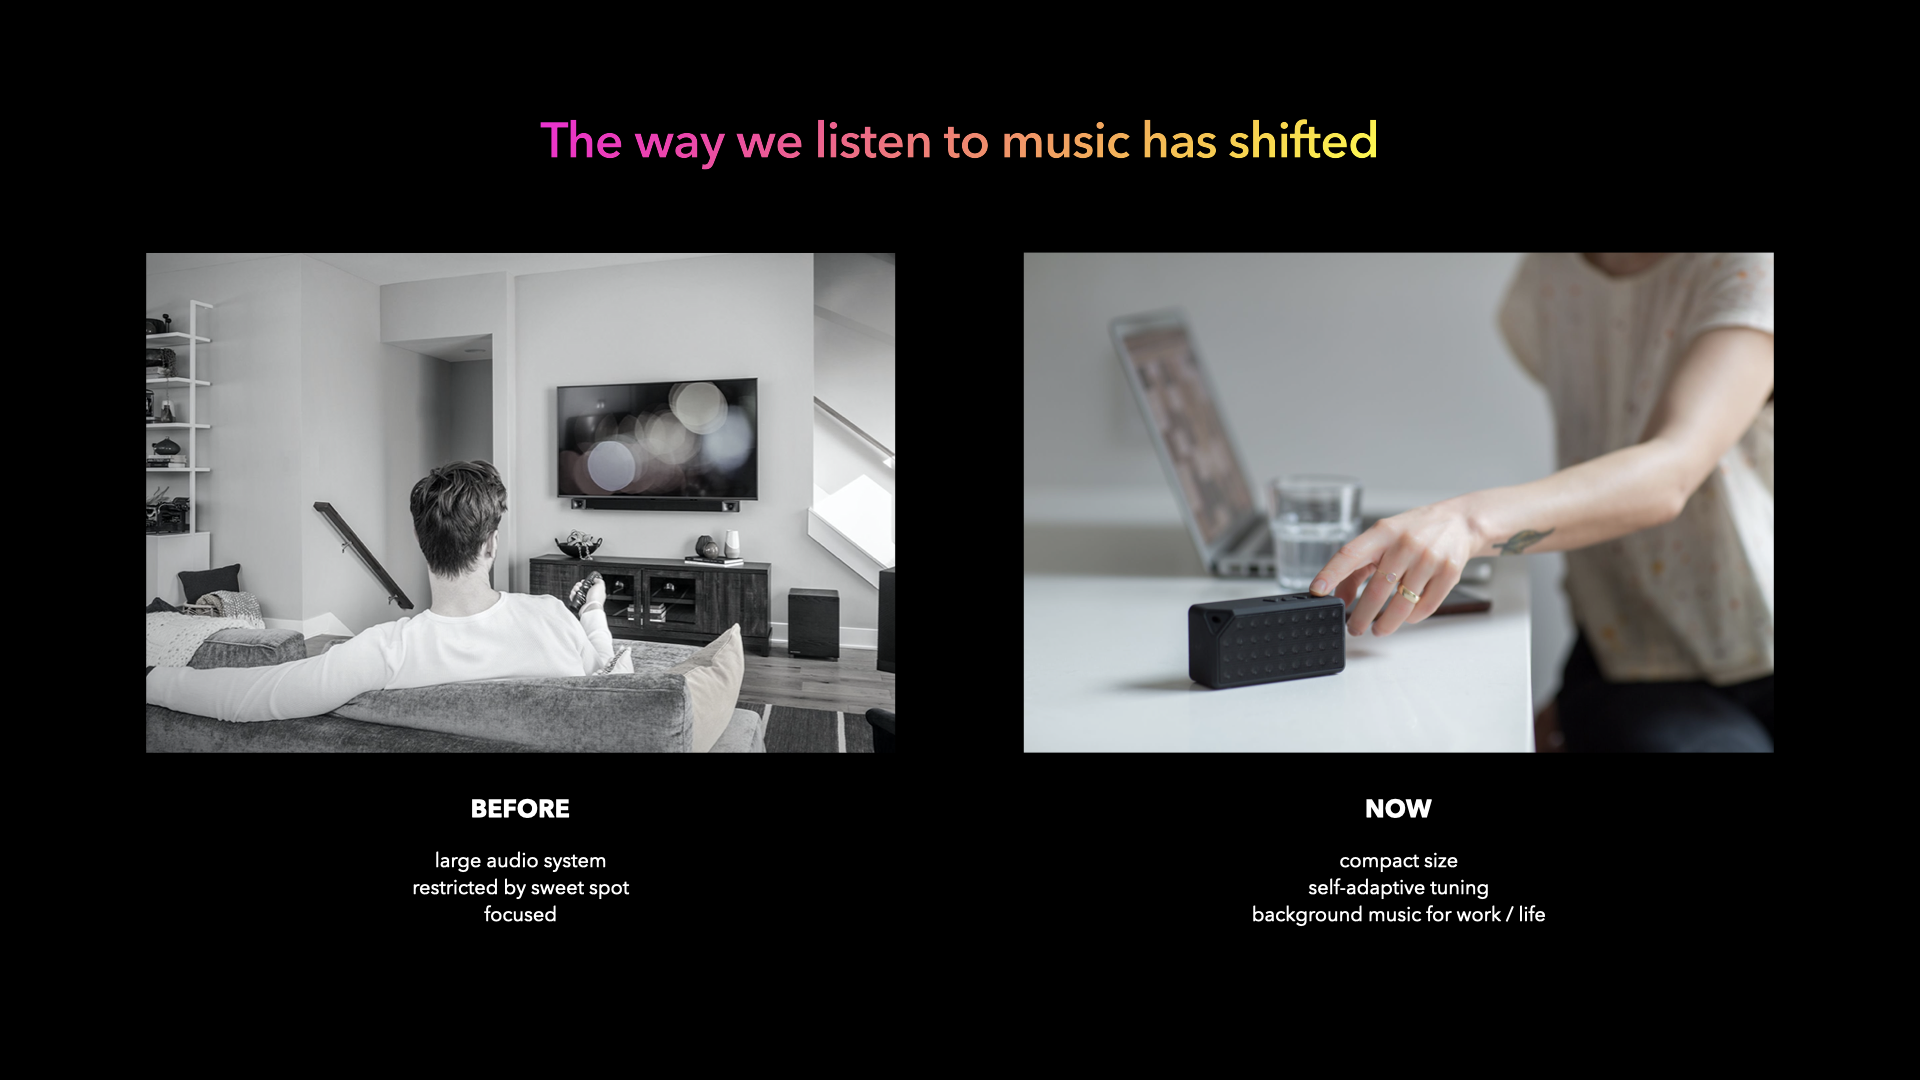 The way we listen to music has shifted
BEFORE
large audio system
restricted by sweet spot
focused
NOW
compact size
self-adaptive tuning
background music for work / life